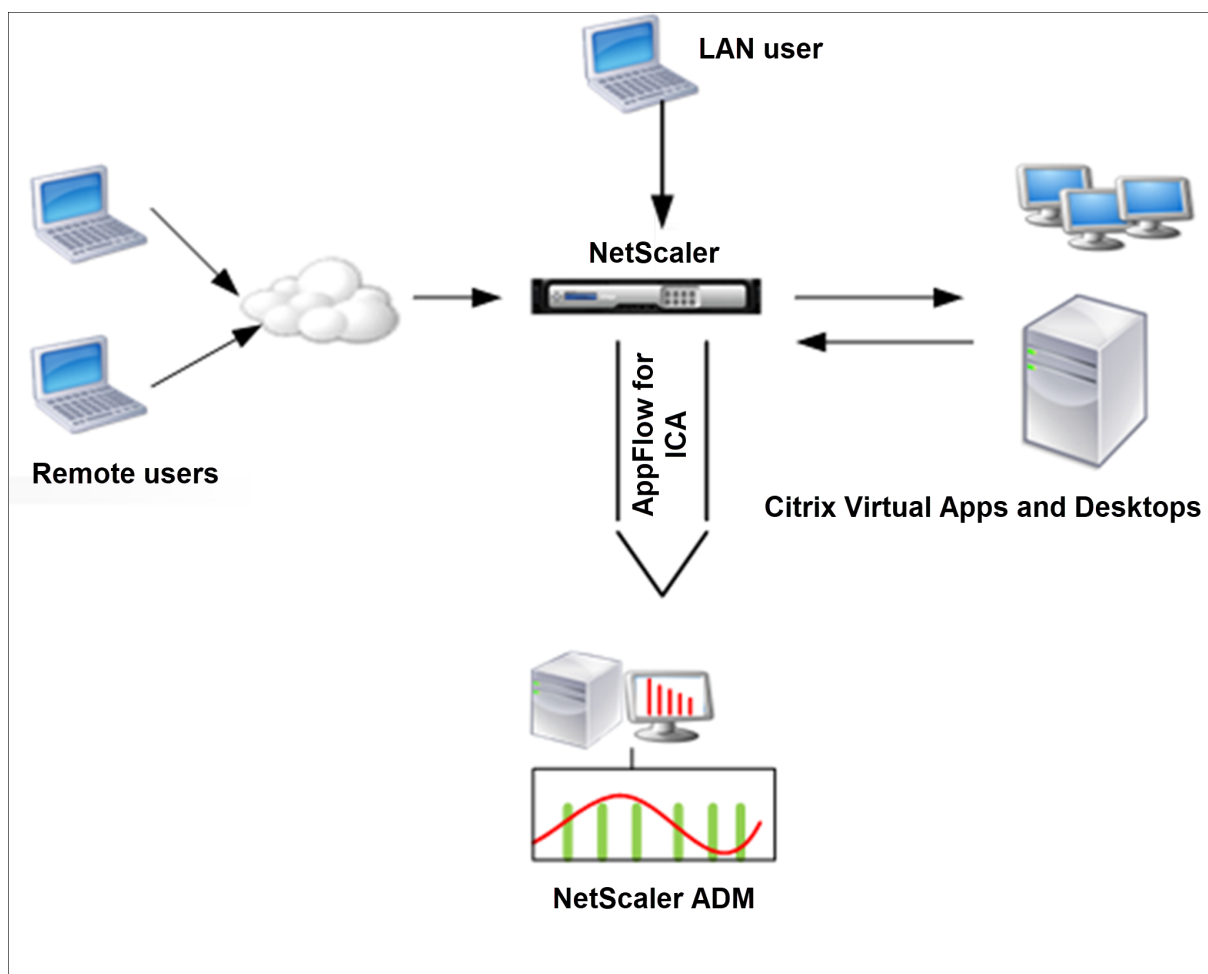 LAN user
NetScaler
AppFlow for
ICA
Remote users
Citrix Virtual Apps and Desktops
NetScaler ADM